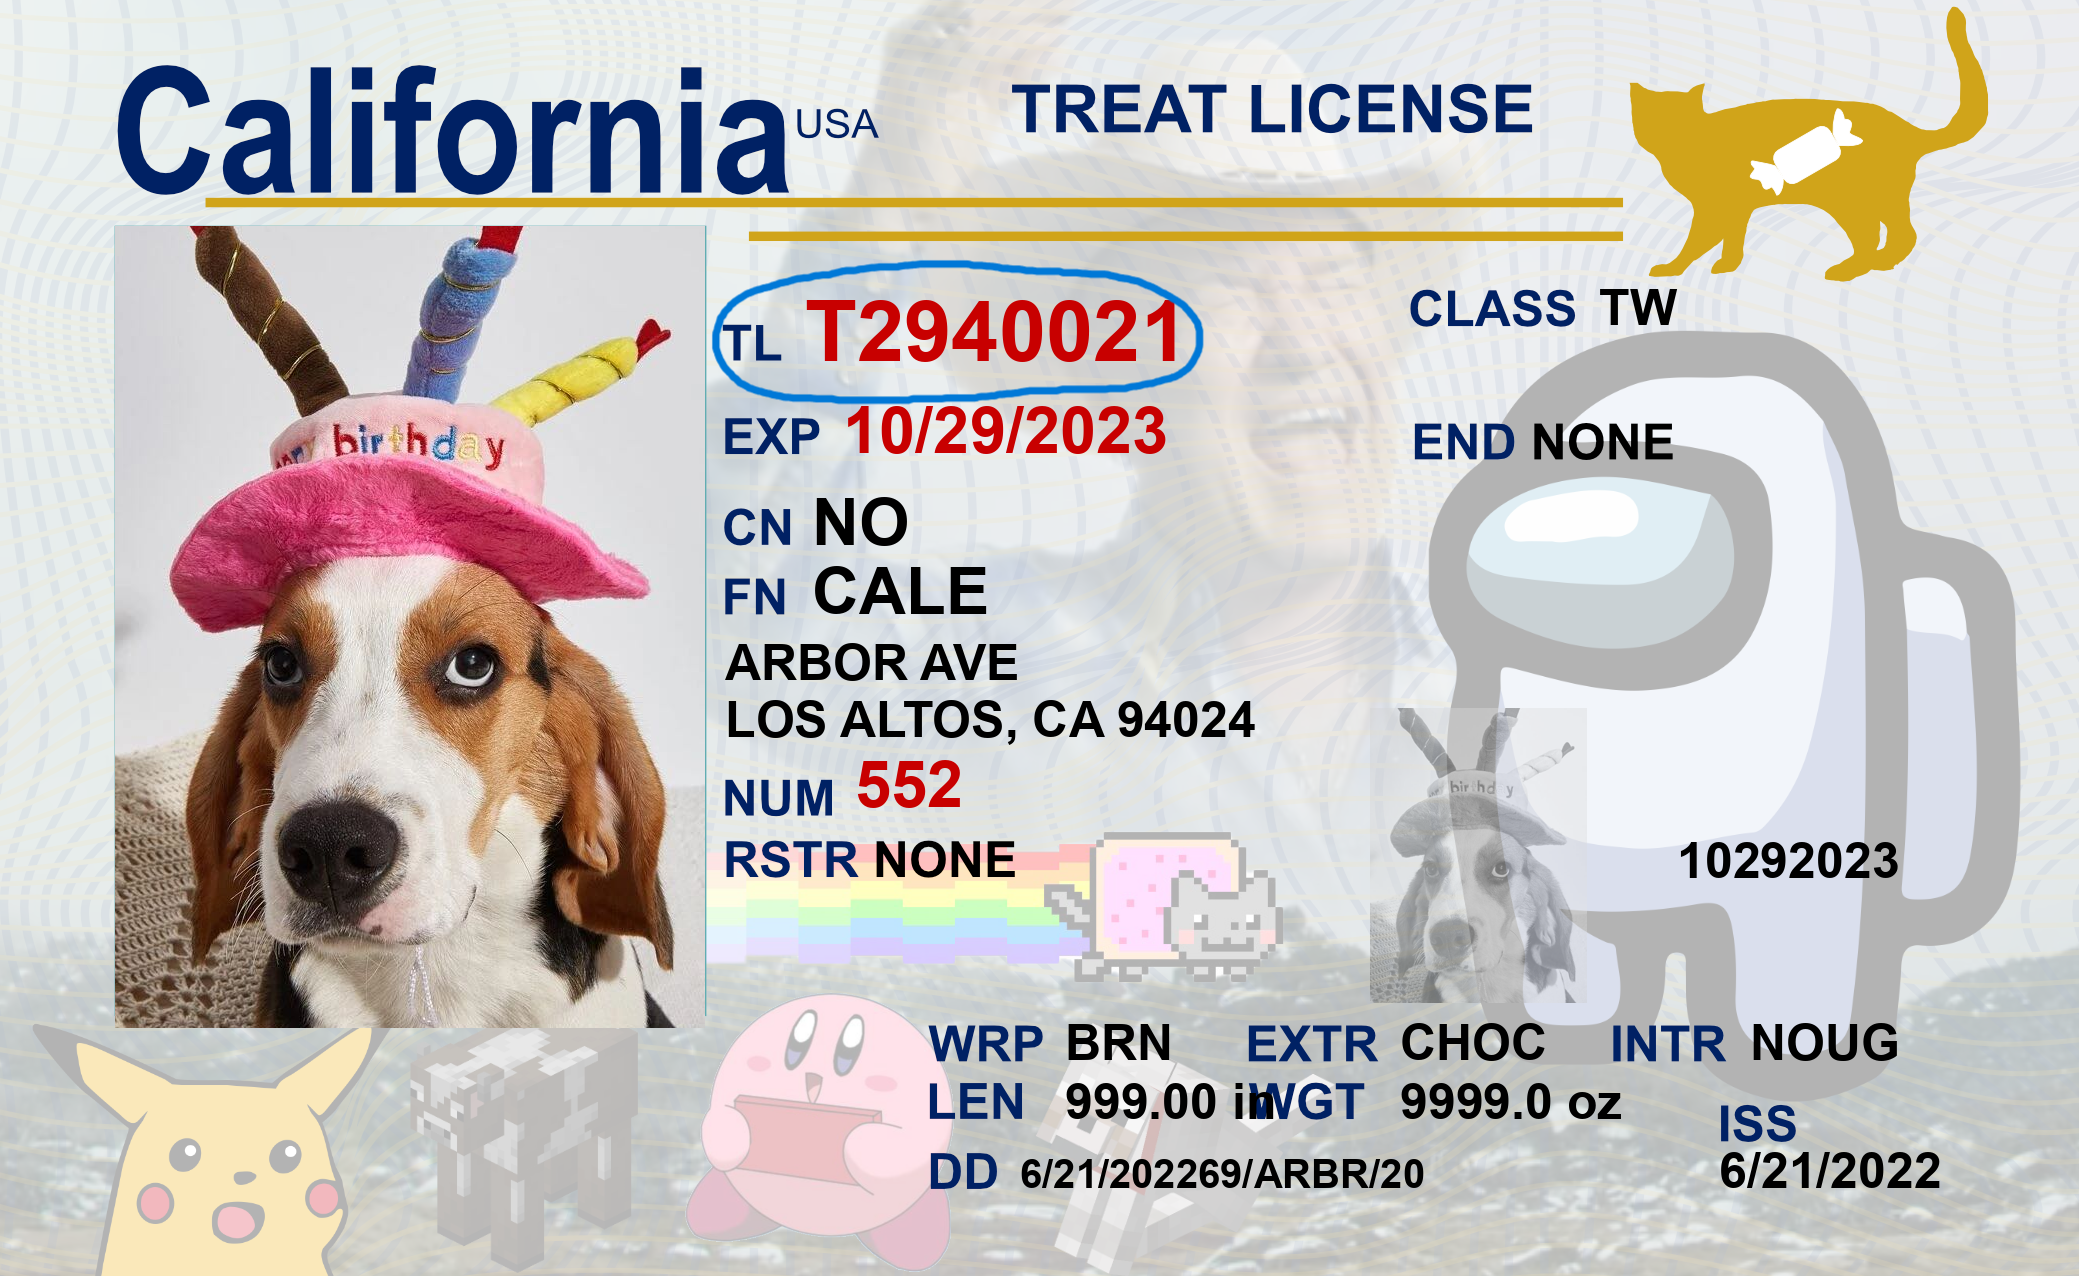 California USA TREAT LICENSE
TL T2940021
CLASS TW
EXP 10/29/2023
END NONE
CN NO
FN CALE
ARBOR AVE
LOS ALTOS, CA 94024
NUM 552
RSTR NONE
10292023
birthday
WRP BRN EXTR CHOC INTR NOUG
LEN 999.00 in WGT 9999.0 oz
ISS
DD 6/21/202269/ARBR/20
6/21/2022